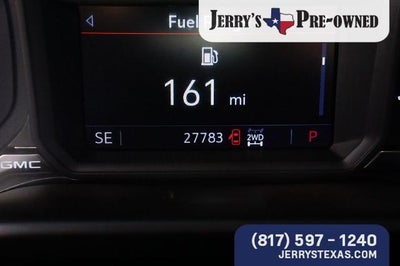 JERRY'S PRE-OWNED
Fuel
161 mi
SE 27783 2WD P
GMC
(817) 597 - 1240
JERRYSTEXAS.COM